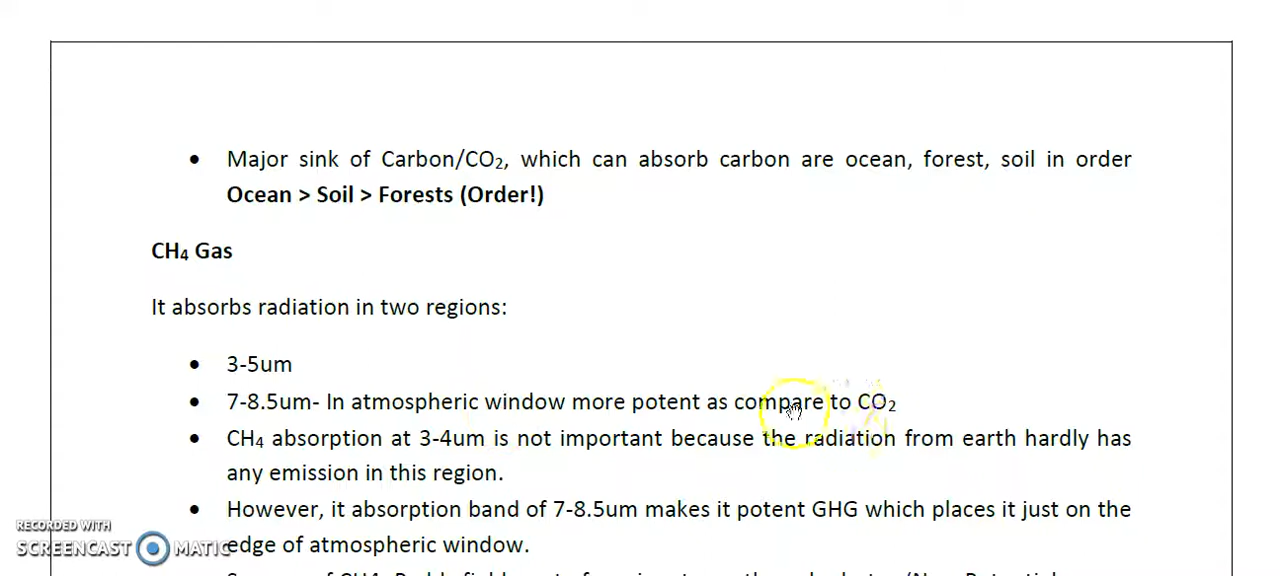 • Major sink of Carbon/CO₂, which can absorb carbon are ocean, forest, soil in order
Ocean > Soil > Forests (Order!)
CH₄ Gas
It absorbs radiation in two regions:
• 3-5um
• 7-8.5um- In atmospheric window more potent as compare to CO₂
• CH₄ absorption at 3-4um is not important because the radiation from earth hardly has
any emission in this region.
• However, it absorption band of 7-8.5um makes it potent GHG which places it just on the
edge of atmospheric window.
RECORDED WITH
SCREENCAST MATIC